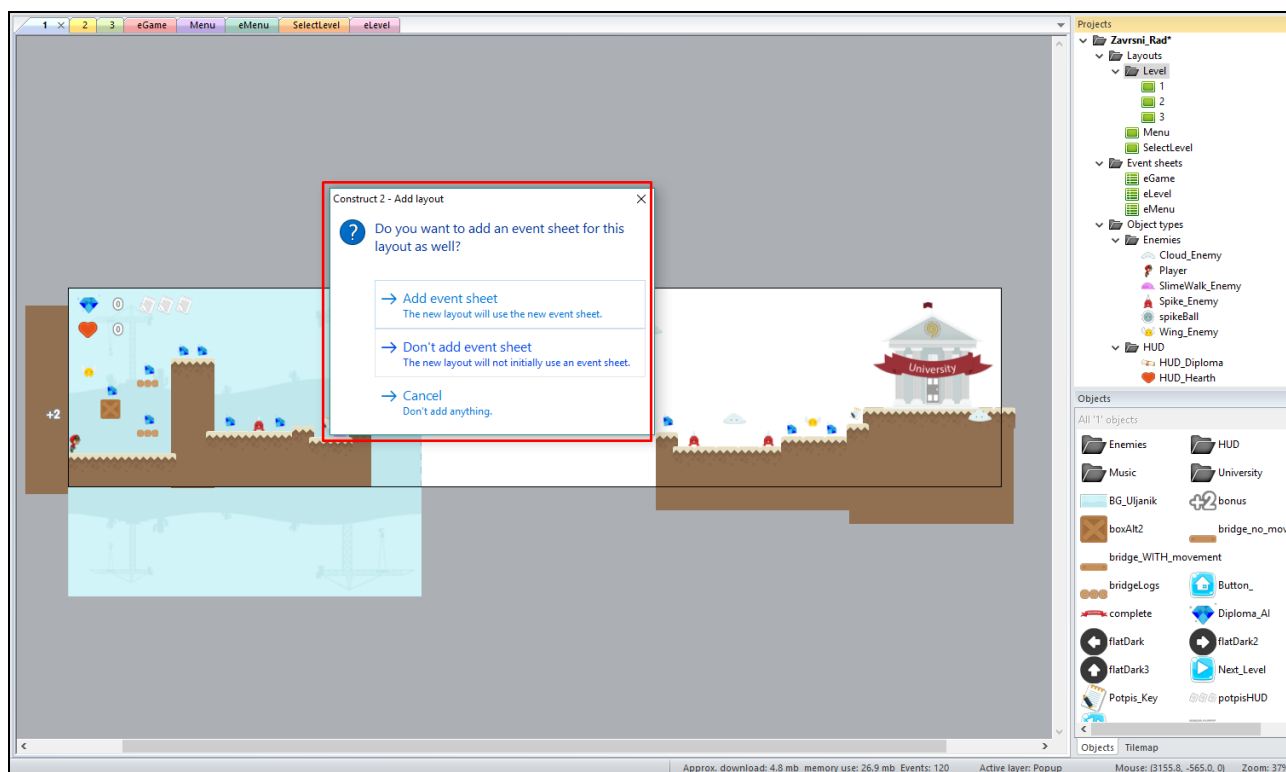 1 × 2 3 eGame Menu eMenu SelectLevel eLevel
Construct 2 - Add layout
Do you want to add an event sheet for this
layout as well?
Add event sheet
The new layout will use the new event sheet.
Don't add event sheet
The new layout will not initially use an event sheet.
Cancel
Don't add anything.
0
0
+2
University
Projects
Zavrsni_Rad*
Layouts
Level
1
2
3
Menu
SelectLevel
Event sheets
eGame
eLevel
eMenu
Object types
Enemies
Cloud_Enemy
Player
SlimeWalk_Enemy
Spike_Enemy
spikeBall
Wing_Enemy
HUD
HUD_Diploma
HUD_Hearth
Objects
All '1' objects
Enemies HUD
Music University
BG_Uljanik +2 bonus
boxAlt2 bridge_no_mov
bridge_WITH_movement
bridgeLogs Button_
complete Diploma_AI
flatDark flatDark2
flatDark3 Next_Level
Potpis_Key potpisHUD
Objects Tilemap
Approx. download: 4.8 mb memory use: 26.9 mb Events: 120 Active layer: Popup Mouse: (3155.8, -565.0, 0) Zoom: 379